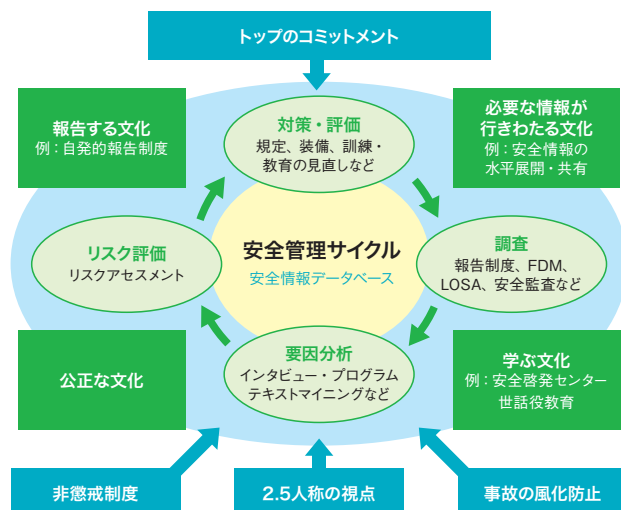 トップのコミットメント
報告する文化
例：自発的報告制度
対策・評価
規定、装備、訓練・
教育の見直しなど
必要な情報が
行きわたる文化
例：安全情報の
水平展開・共有
リスク評価
リスクアセスメント
安全管理サイクル
安全情報データベース
調査
報告制度、FDM、
LOSA、安全監査など
公正な文化
要因分析
インタビュー・プログラム
テキストマイニングなど
学ぶ文化
例：安全啓発センター
世話役教育
非懲戒制度
2.5人称の視点
事故の風化防止